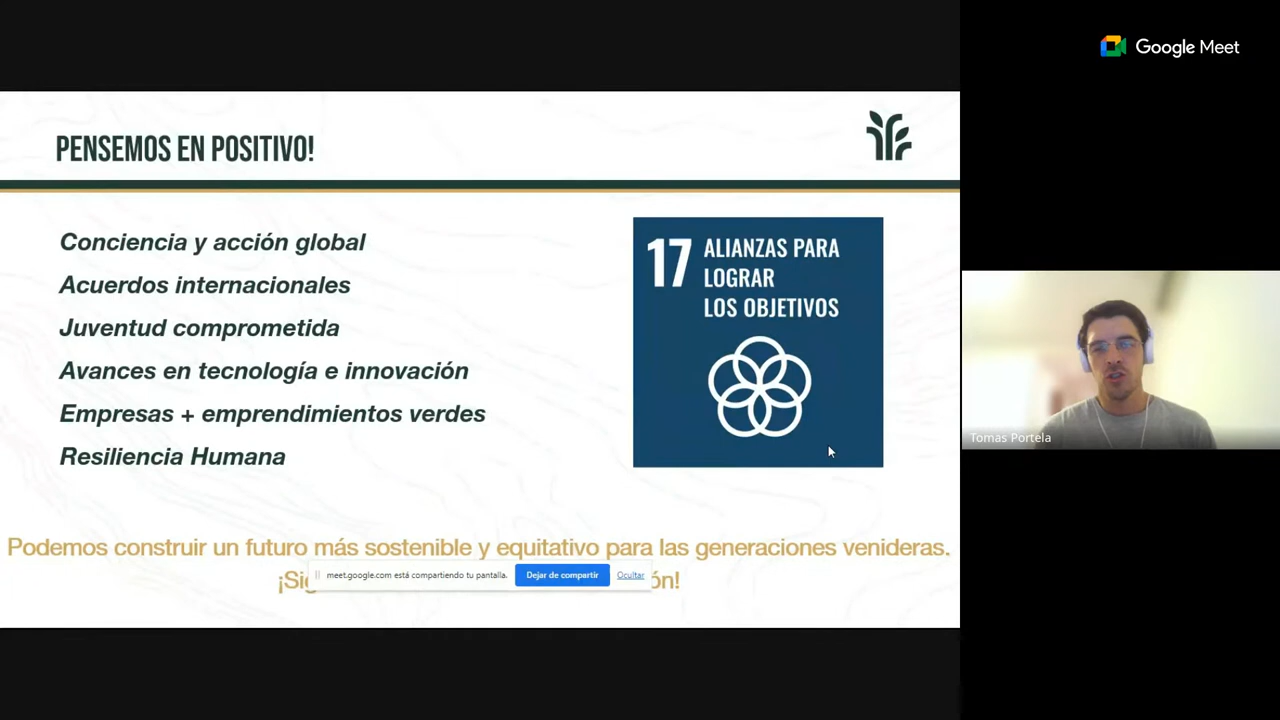 Google Meet
PENSEMOS EN POSITIVO!
Conciencia y acción global
Acuerdos internacionales
Juventud comprometida
Avances en tecnología e innovación
Empresas + emprendimientos verdes
Resiliencia Humana
17 ALIANZAS PARA
LOGRAR
LOS OBJETIVOS
Podemos construir un futuro más sostenible y equitativo para las generaciones venideras.
meet.google.com está compartiendo tu pantalla. Dejar de compartir Ocultar
Tomas Portela